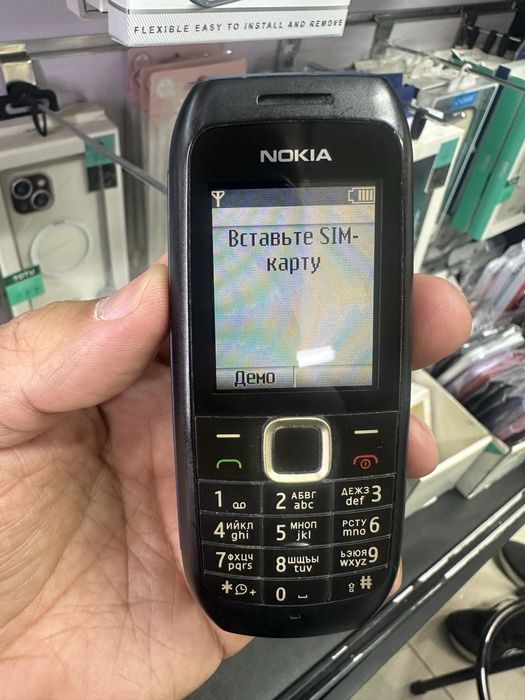 FLEXIBLE EASY TO INSTALL AND REMOVE
NOKIA
Вставьте SIM-
карту
Демо
1
2 АБВГ abc
ДЕЖЗ def 3
4 ИЙКЛ ghi
5 МНОП jkl
РСТУ mno 6
7 ФХЦЧ pqrs
8 ШЩЪЫ tuv
ЬЭЮЯ wxyz 9
*
+
0
#
TOTU